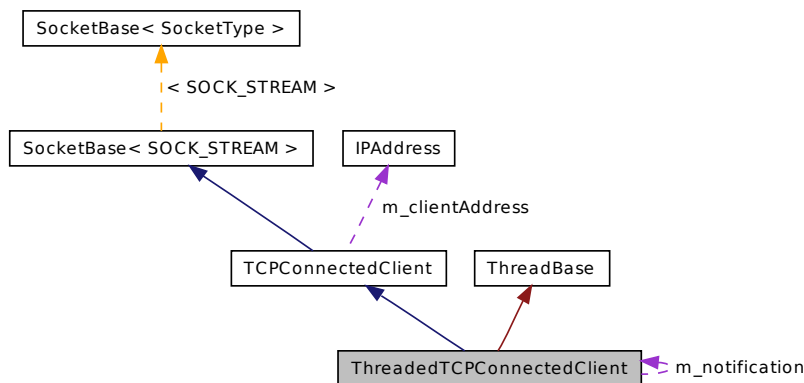 SocketBase< SocketType >
< SOCK_STREAM >
SocketBase< SOCK_STREAM >
IPAddress
m_clientAddress
TCPConnectedClient
ThreadBase
ThreadedTCPConnectedClient
m_notification